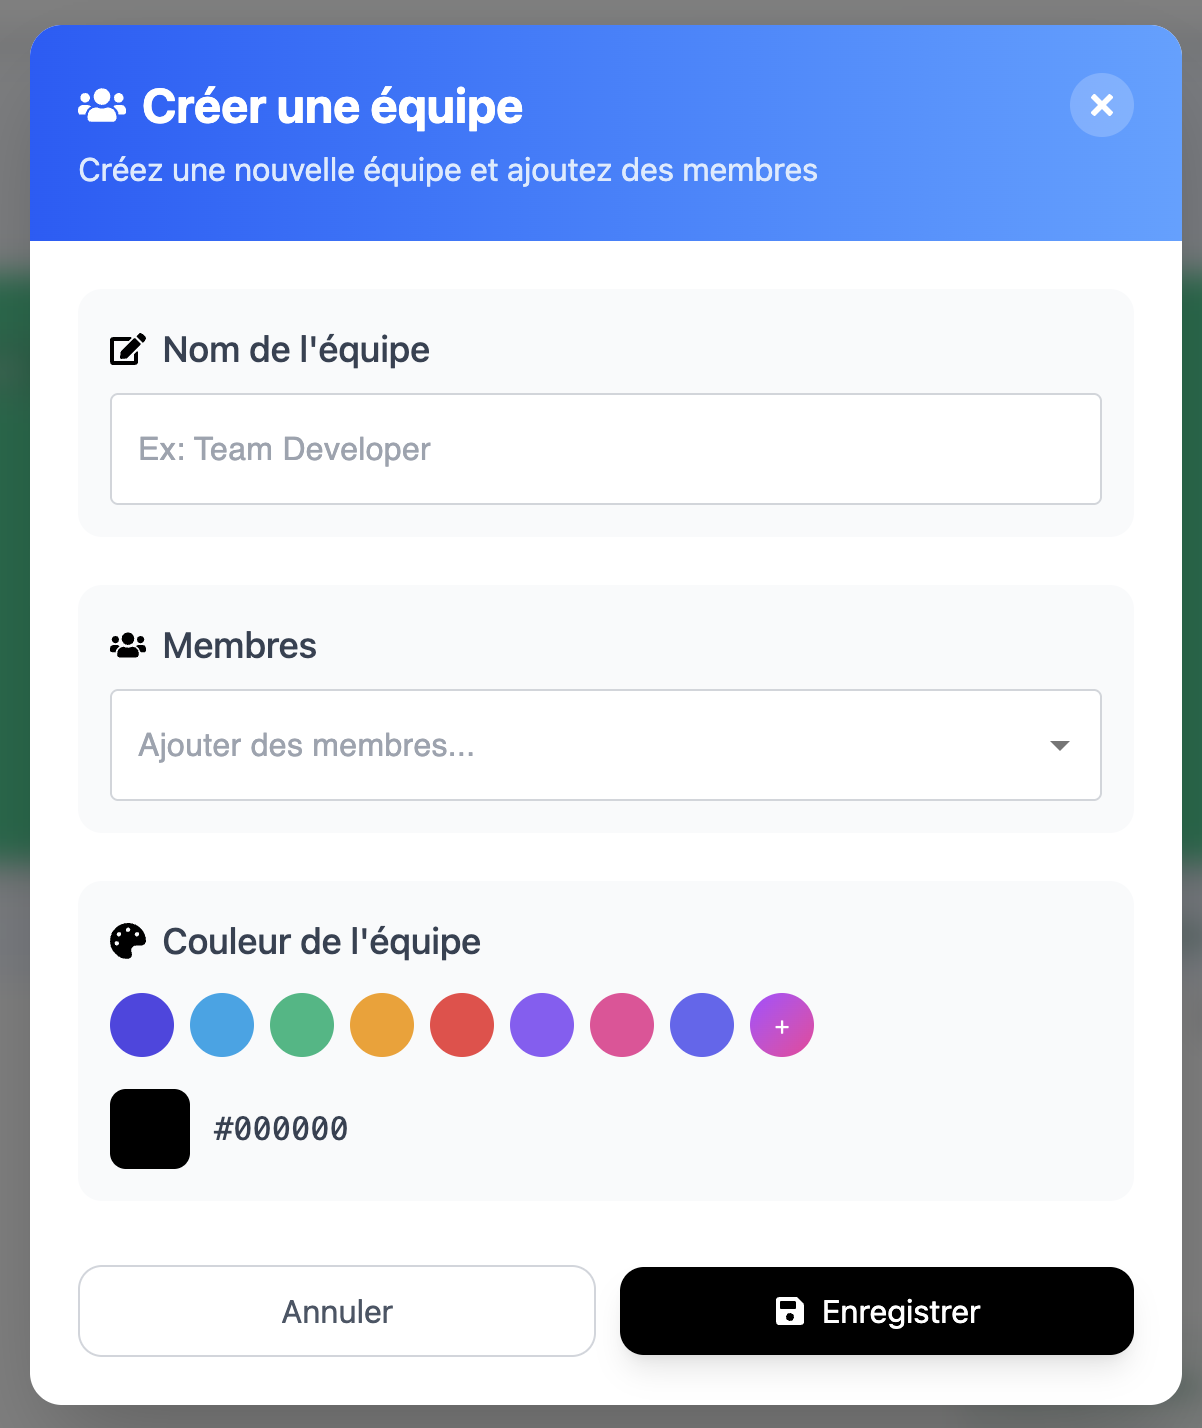 Créer une équipe
Créez une nouvelle équipe et ajoutez des membres
Nom de l'équipe
Ex: Team Developer
Membres
Ajouter des membres...
Couleur de l'équipe
+
#000000
Annuler
Enregistrer